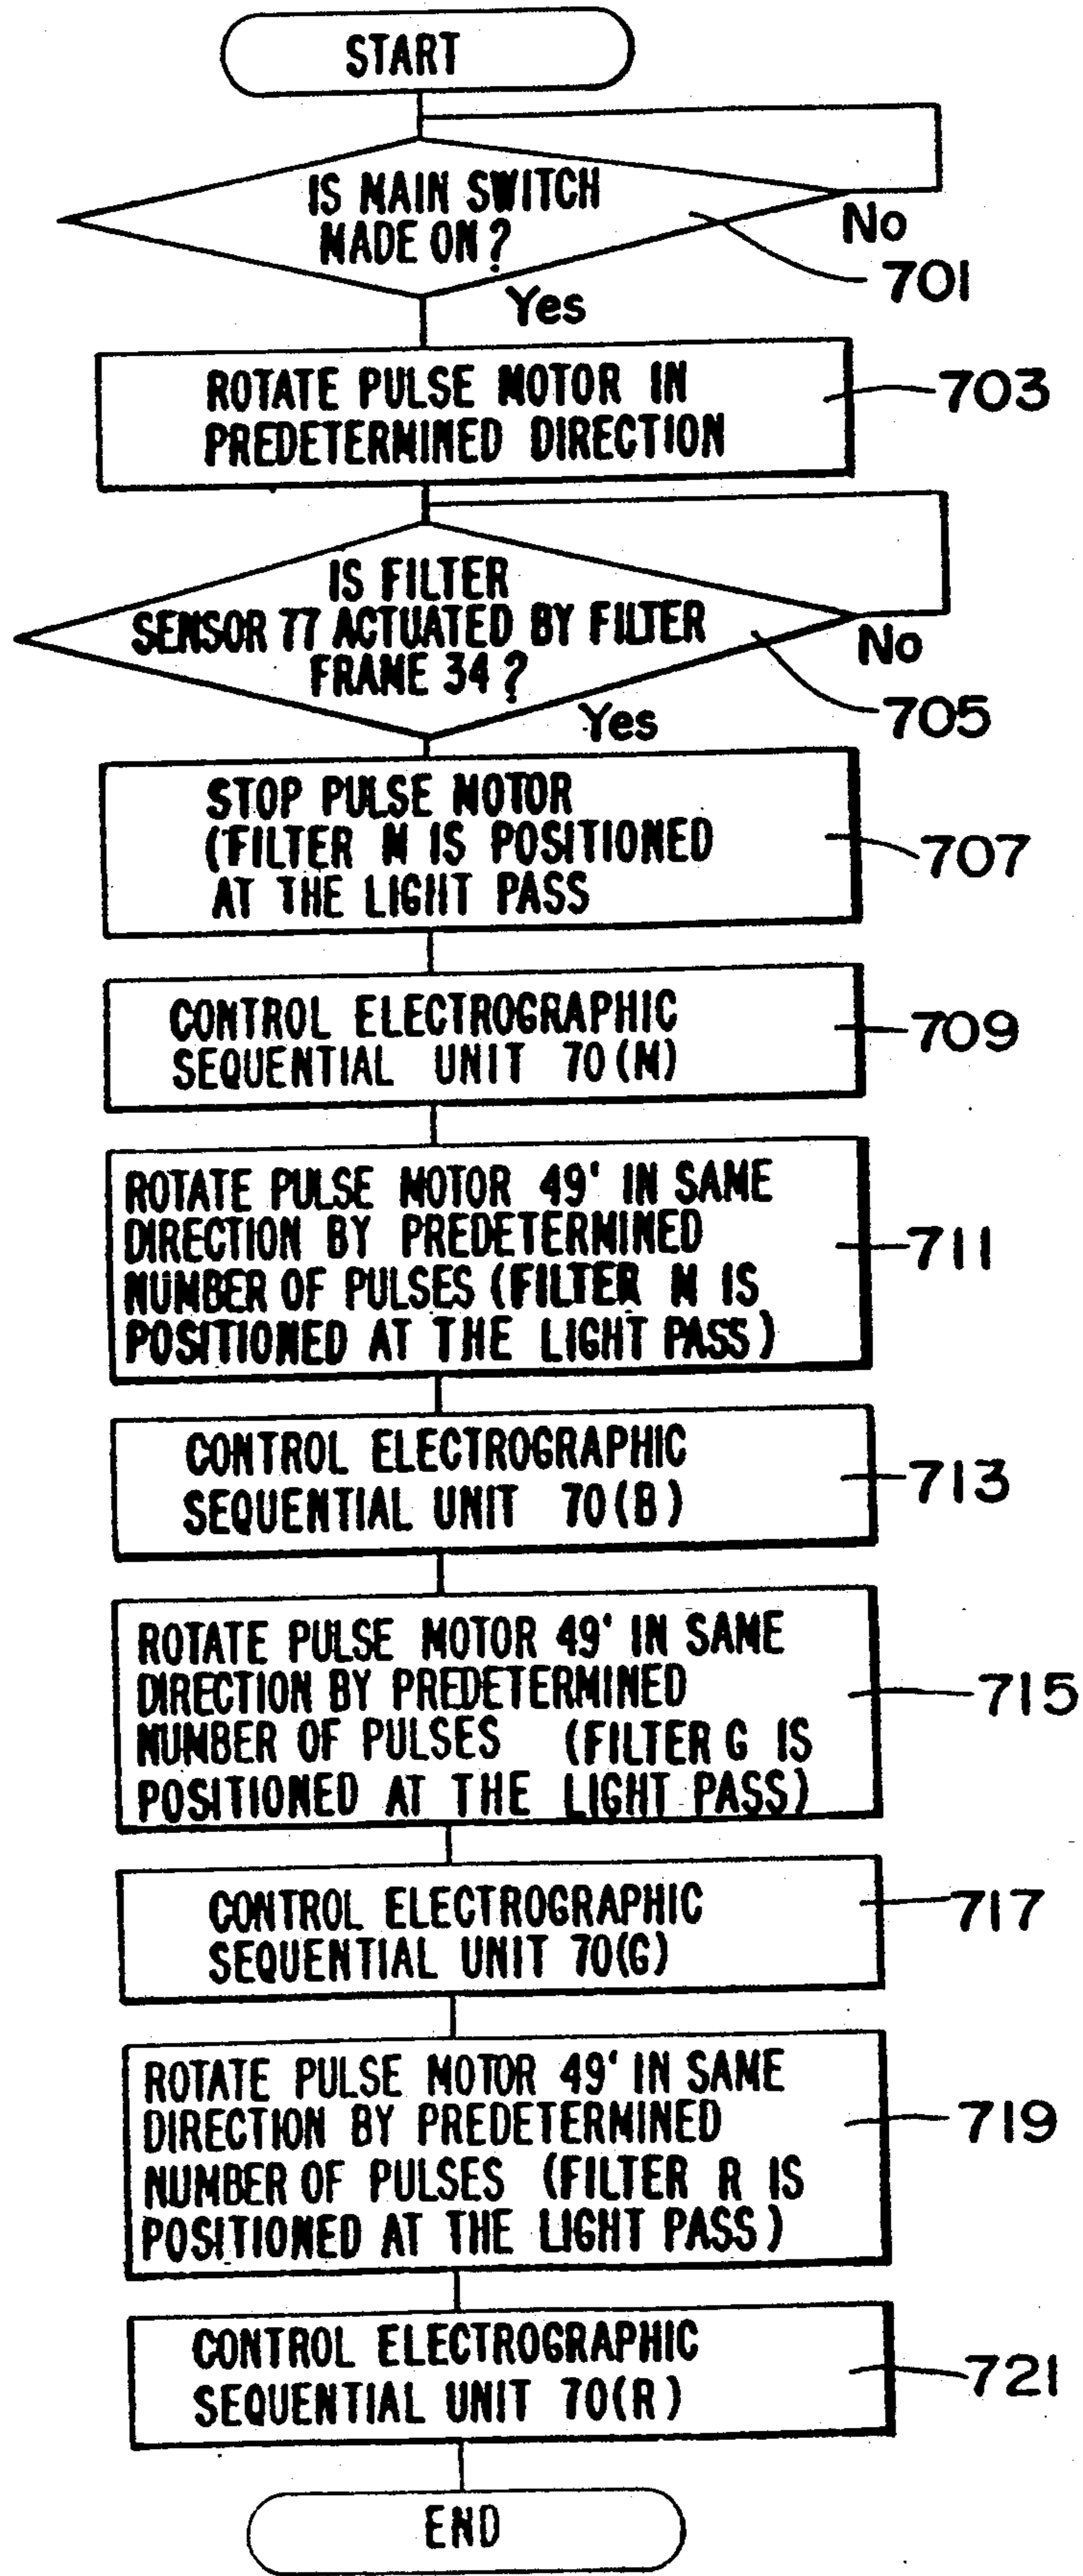 START
IS MAIN SWITCH
MADE ON?
No
701
Yes
ROTATE PULSE MOTOR IN
PREDETERMINED DIRECTION
703
IS FILTER
SENSOR 77 ACTUATED BY FILTER
FRAME 34?
No
705
Yes
STOP PULSE MOTOR
(FILTER M IS POSITIONED
AT THE LIGHT PASS
707
CONTROL ELECTROGRAPHIC
SEQUENTIAL UNIT 70(M)
709
ROTATE PULSE MOTOR 49' IN SAME
DIRECTION BY PREDETERMINED
NUMBER OF PULSES (FILTER M IS
POSITIONED AT THE LIGHT PASS)
711
CONTROL ELECTROGRAPHIC
SEQUENTIAL UNIT 70(B)
713
ROTATE PULSE MOTOR 49' IN SAME
DIRECTION BY PREDETERMINED
NUMBER OF PULSES (FILTER G IS
POSITIONED AT THE LIGHT PASS)
715
CONTROL ELECTROGRAPHIC
SEQUENTIAL UNIT 70(G)
717
ROTATE PULSE MOTOR 49' IN SAME
DIRECTION BY PREDETERMINED
NUMBER OF PULSES (FILTER R IS
POSITIONED AT THE LIGHT PASS)
719
CONTROL ELECTROGRAPHIC
SEQUENTIAL UNIT 70(R)
721
END